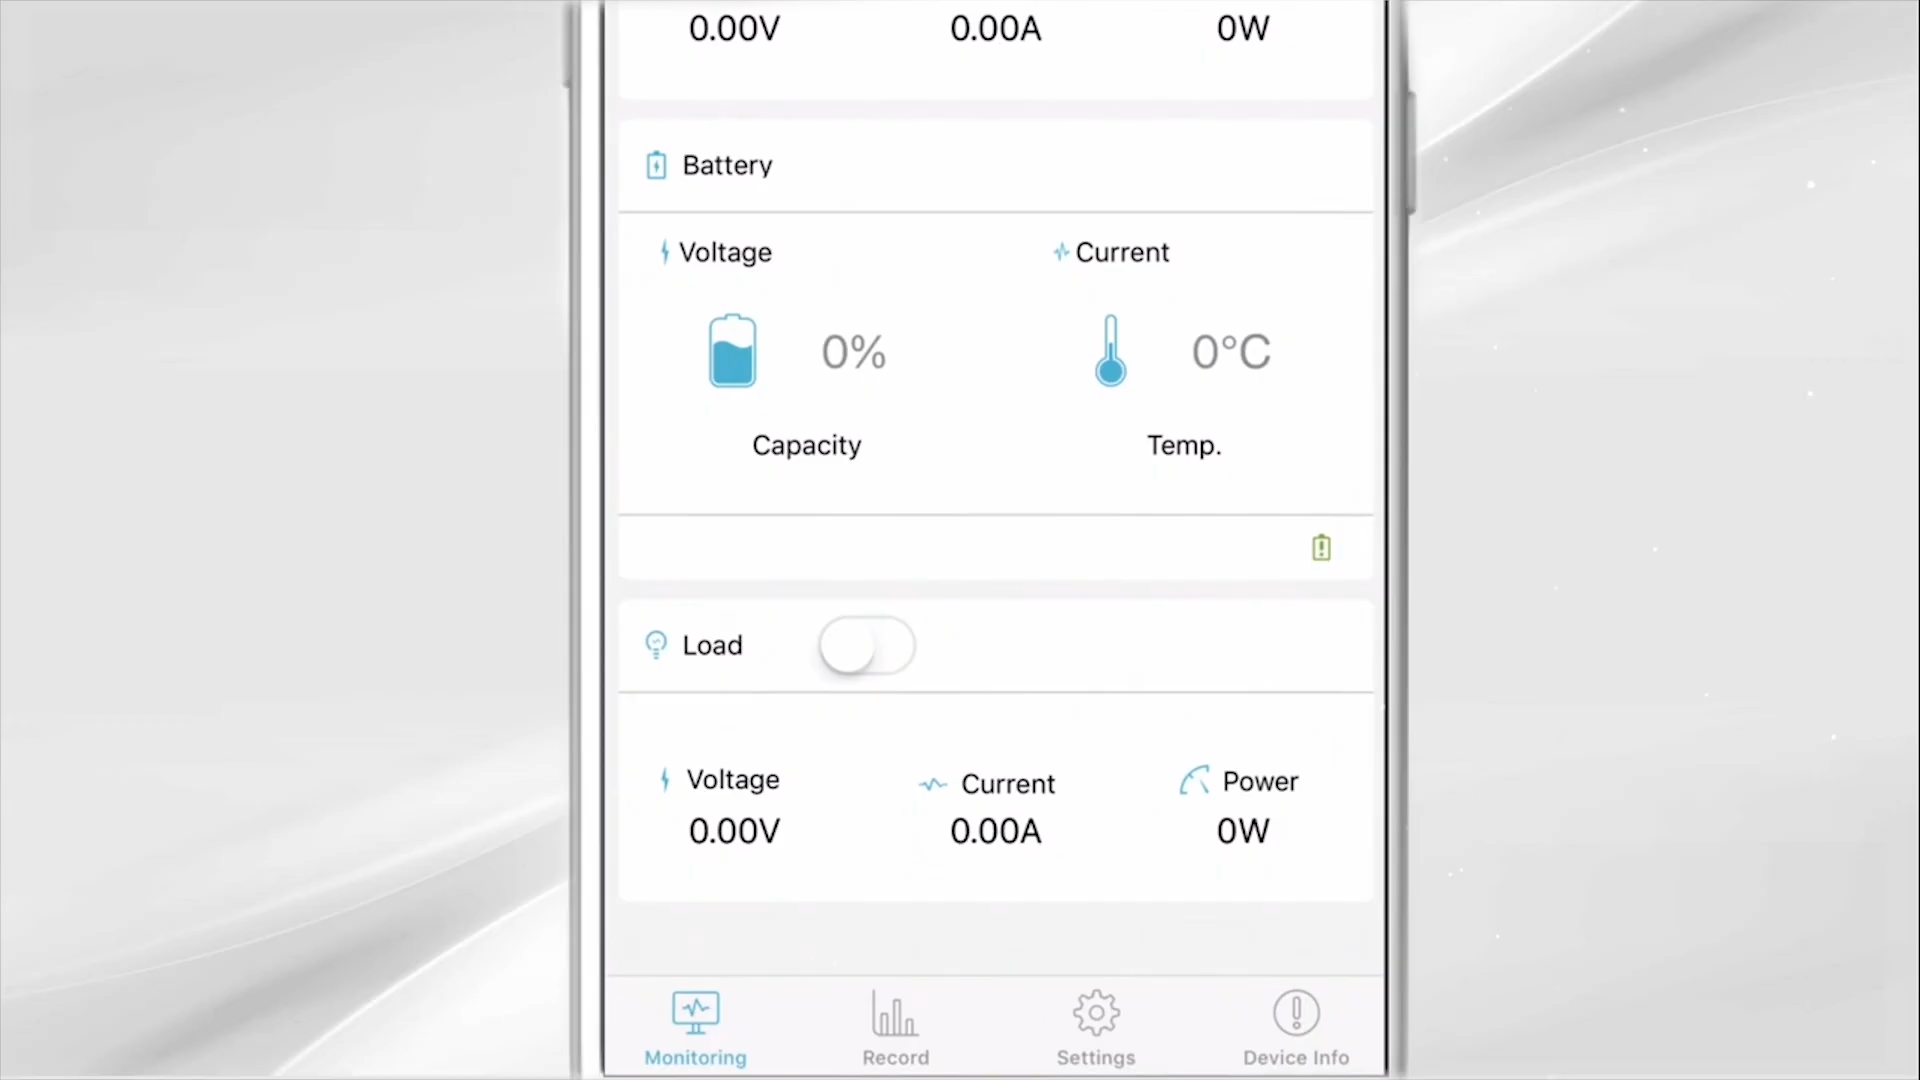 0.00V 0.00A 0W
Battery
Voltage Current
0% 0°C
Capacity Temp.
Load
Voltage Current Power
0.00V 0.00A 0W
Monitoring Record Settings Device Info